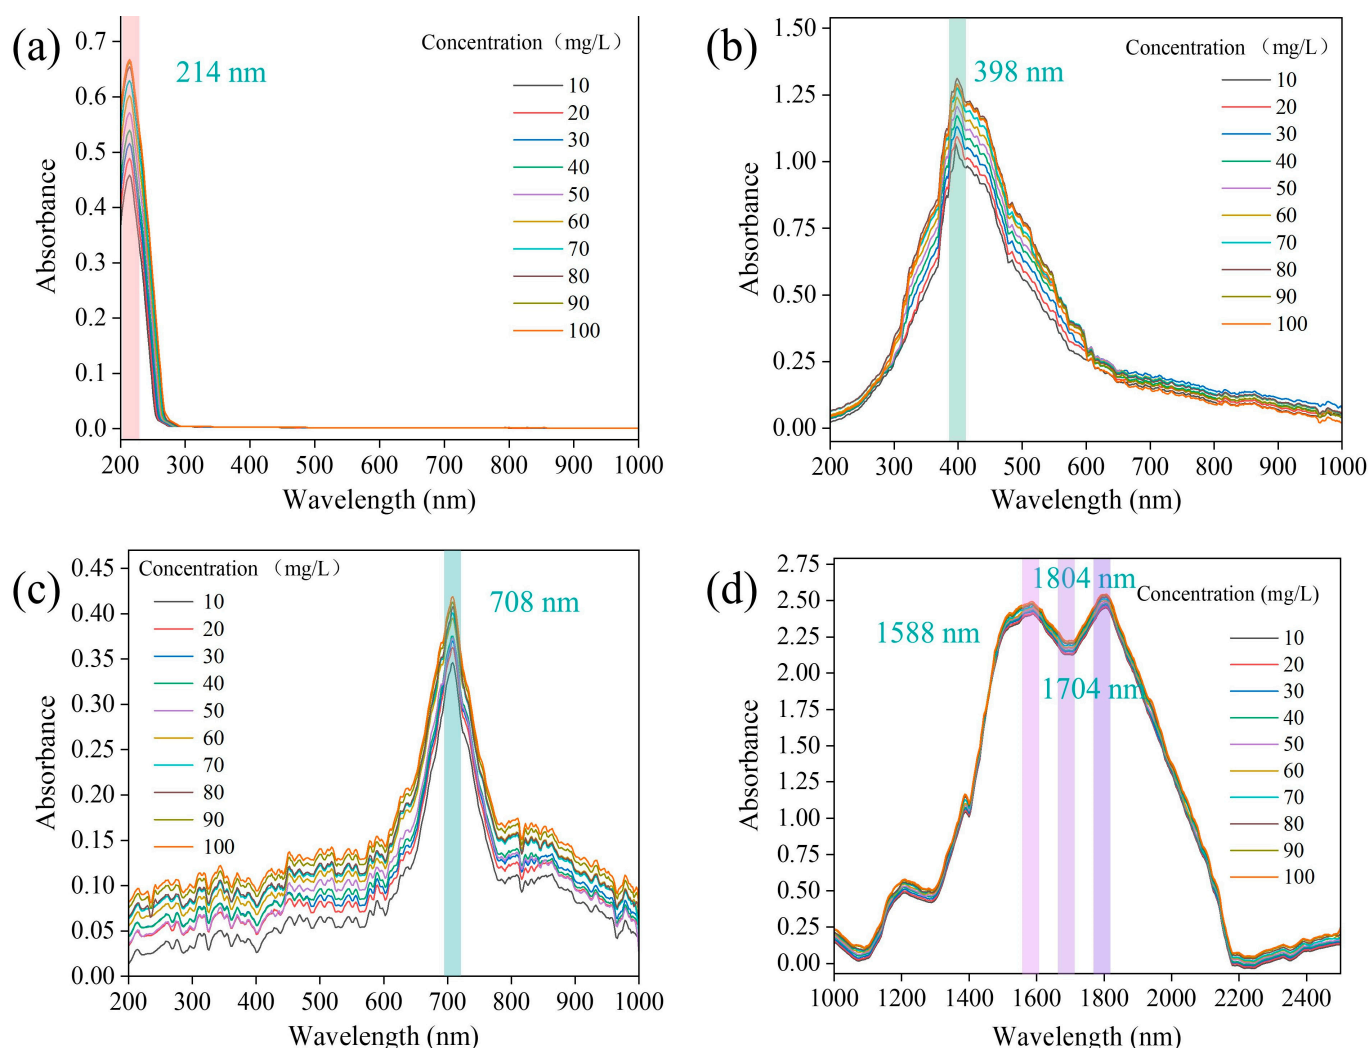 (a)
0.7
0.6
0.5
0.4
0.3
0.2
0.1
0.0
Absorbance
214 nm
Concentration（mg/L）
10
20
30
40
50
60
70
80
90
100
200 300 400 500 600 700 800 900 1000
Wavelength (nm)
(b)
1.50
1.25
1.00
0.75
0.50
0.25
0.00
Absorbance
398 nm
Concentration（mg/L）
10
20
30
40
50
60
70
80
90
100
200 300 400 500 600 700 800 900 1000
Wavelength (nm)
(c)
0.45
0.40
0.35
0.30
0.25
0.20
0.15
0.10
0.05
0.00
Absorbance
Concentration（mg/L）
10
20
30
40
50
60
70
80
90
100
708 nm
200 300 400 500 600 700 800 900 1000
Wavelength (nm)
(d)
2.75
2.50
2.25
2.00
1.75
1.50
1.25
1.00
0.75
0.50
0.25
0.00
Absorbance
1804 nm
1588 nm
1704 nm
Concentration (mg/L)
10
20
30
40
50
60
70
80
90
100
1000 1200 1400 1600 1800 2000 2200 2400
Wavelength (nm)